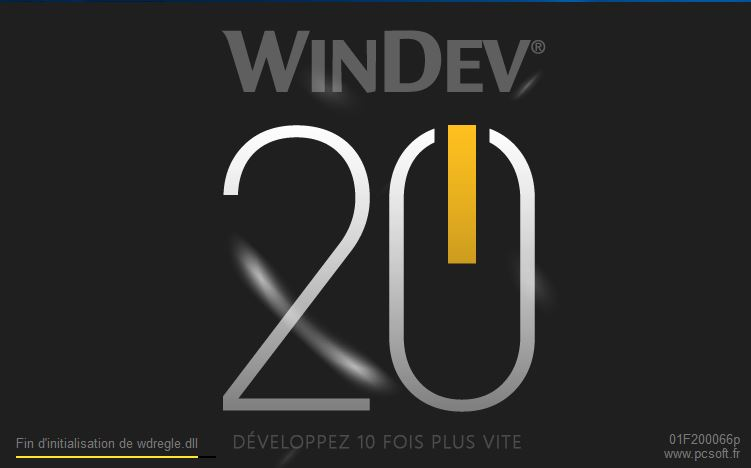 WINDEV®
20
Fin d'initialisation de wdregle.dll
DÉVELOPPEZ 10 FOIS PLUS VITE
01F200066p
www.pcsoft.fr